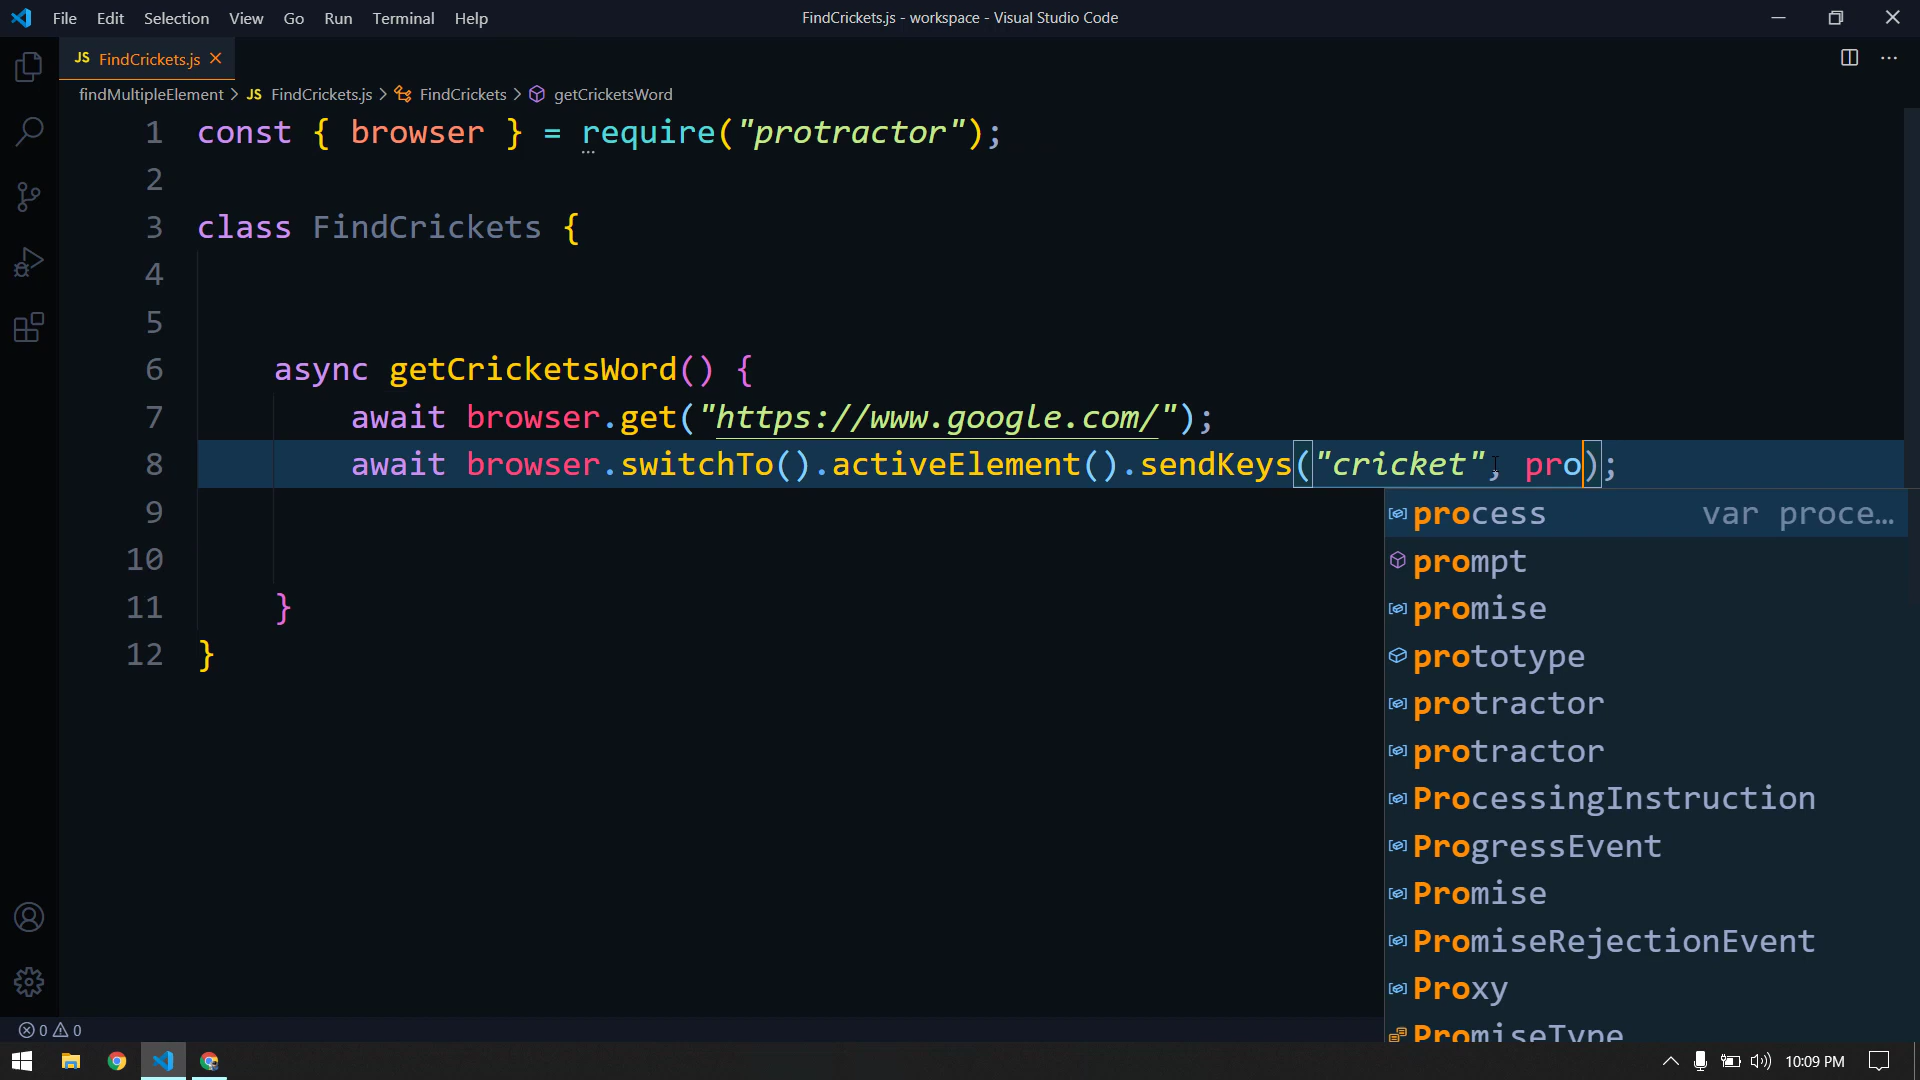 File Edit Selection View Go Run Terminal Help
FindCrickets.js - workspace - Visual Studio Code
JS FindCrickets.js
findMultipleElement > JS FindCrickets.js > FindCrickets > getCricketsWord
1 const { browser } = require("protractor");
2
3 class FindCrickets {
4
5
6 async getCricketsWord() {
7 await browser.get("https://www.google.com/");
8 await browser.switchTo().activeElement().sendKeys("cricket", pro);
9
10
11 }
12 }
process var proce…
prompt
promise
prototype
protractor
protractor
ProcessingInstruction
ProgressEvent
Promise
PromiseRejectionEvent
Proxy
PromiseType
0 0
10:09 PM